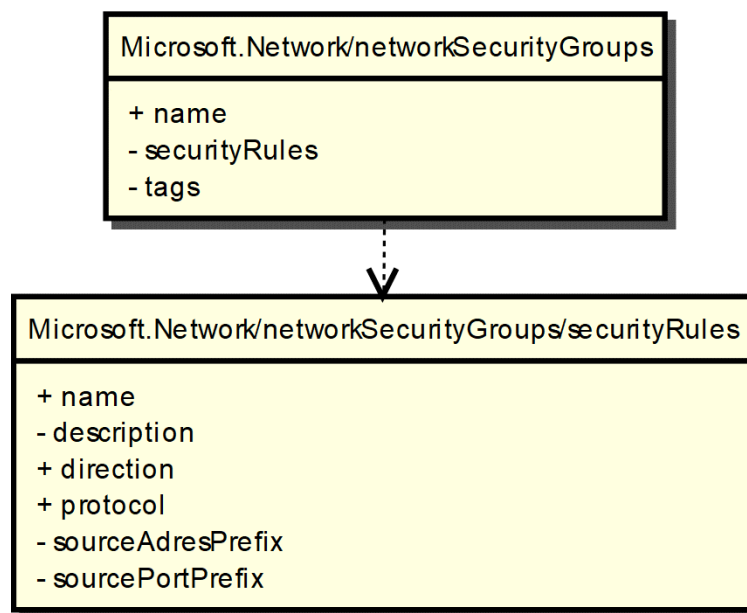 Microsoft.Network/networkSecurityGroups
+ name
- securityRules
- tags
Microsoft.Network/networkSecurityGroups/securityRules
+ name
- description
+ direction
+ protocol
- sourceAdresPrefix
- sourcePortPrefix